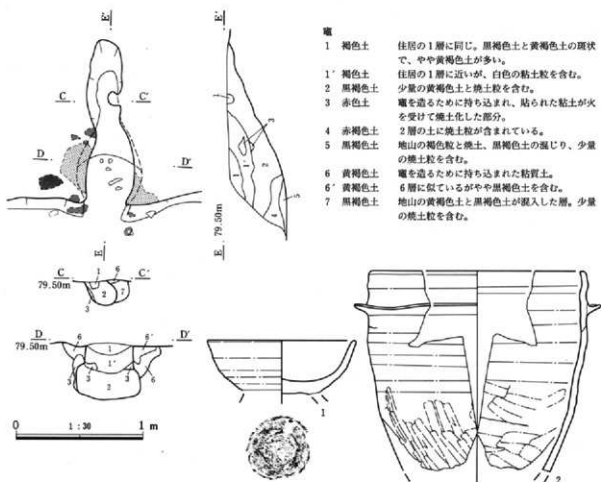 竈
1 褐色土 住居の1層に同じ。黒褐色土と黄褐色土の斑状
で、やや黄褐色土が多い。
1' 褐色土 住居の1層に近いが、白色の粘土粒を含む。
2 黒褐色土 少量の黄褐色土と焼土粒を含む。
3 赤色土 竈を造るために持ち込まれ、貼られた粘土が火
を受けて焼土化した部分。
4 赤褐色土 2層の土に焼土粒が含まれている。
5 黒褐色土 地山の褐色粒と焼土、黒褐色土の混じり、少量
の焼土粒を含む。
6 黄褐色土 竈を造るために持ち込まれた粘質土。
6' 黄褐色土 6層に似ているがやや黒褐色土を含む。
7 黒褐色土 地山の黄褐色土と黒褐色土が混入した層。少量
の焼土粒を含む。
E'
E'
C C'
D D'
E
E 79.50m
3
1
2
4
5
C 1 6 C'
79.50m
2 7
3
D 6' 1 6' D'
79.50m
1'
3 3 3 6
2
0 1:30 1 m
1
2